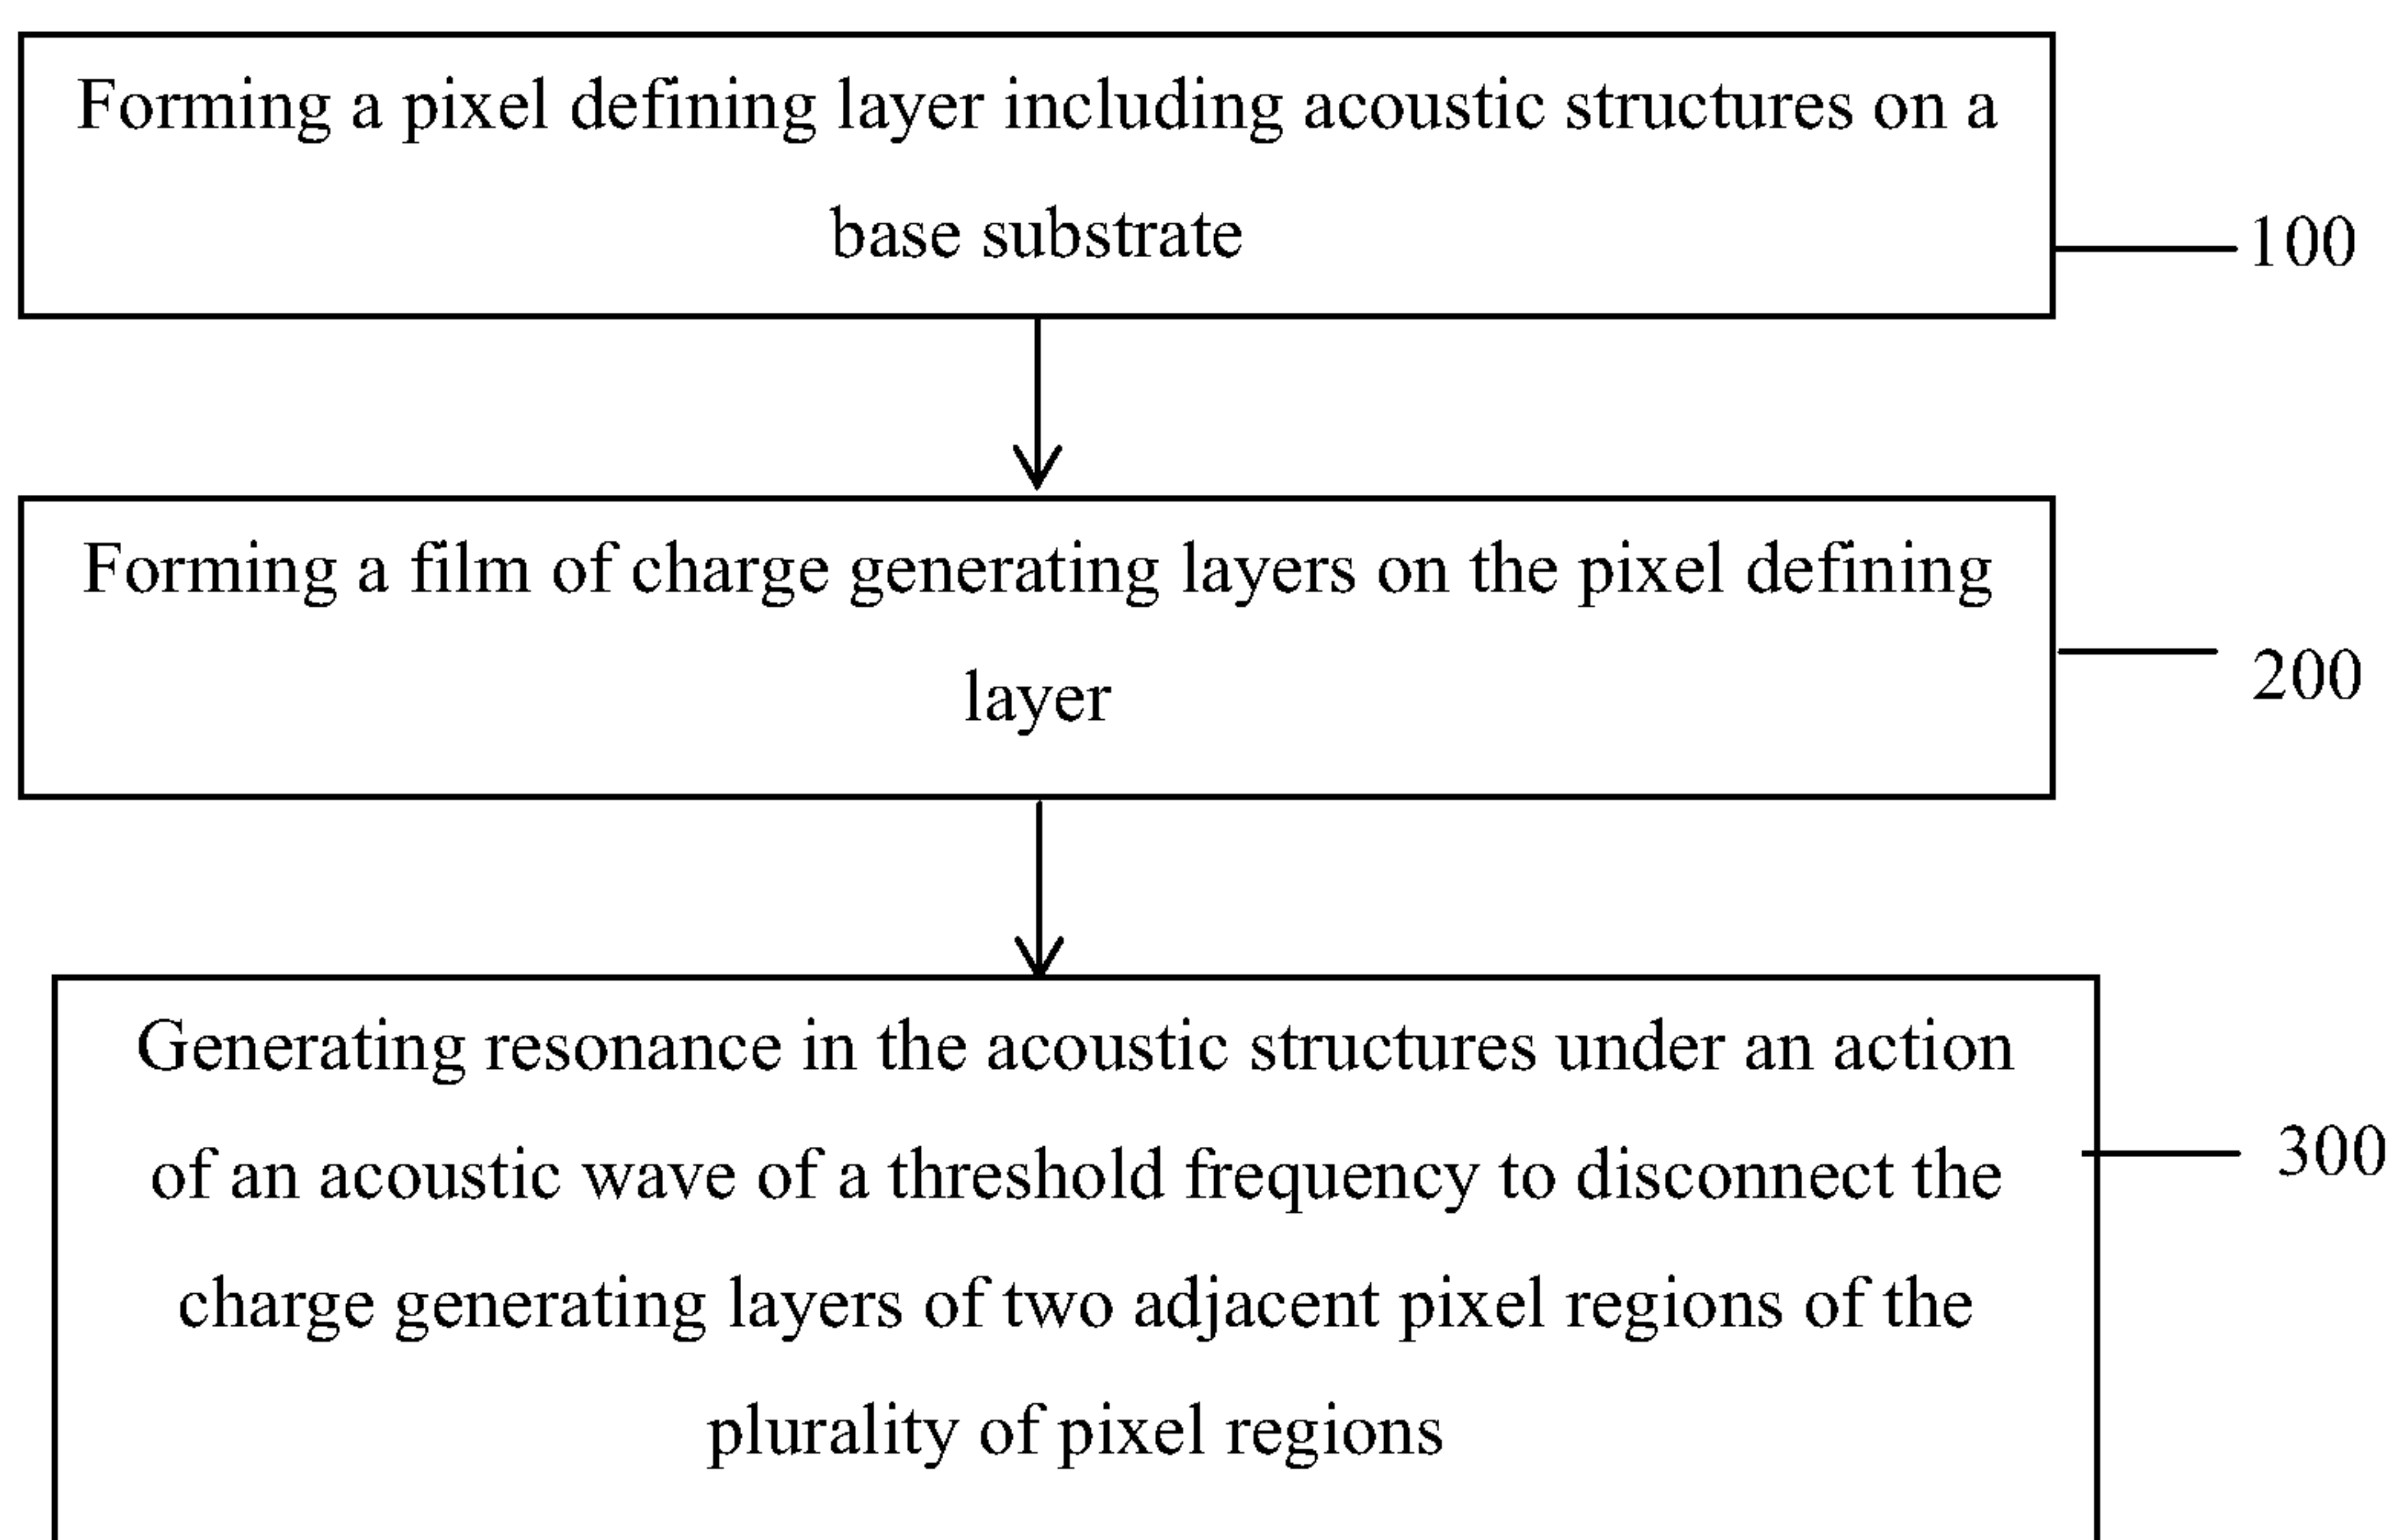 Forming a pixel defining layer including acoustic structures on a
base substrate
100
Forming a film of charge generating layers on the pixel defining
layer
200
Generating resonance in the acoustic structures under an action
of an acoustic wave of a threshold frequency to disconnect the
300
charge generating layers of two adjacent pixel regions of the
plurality of pixel regions